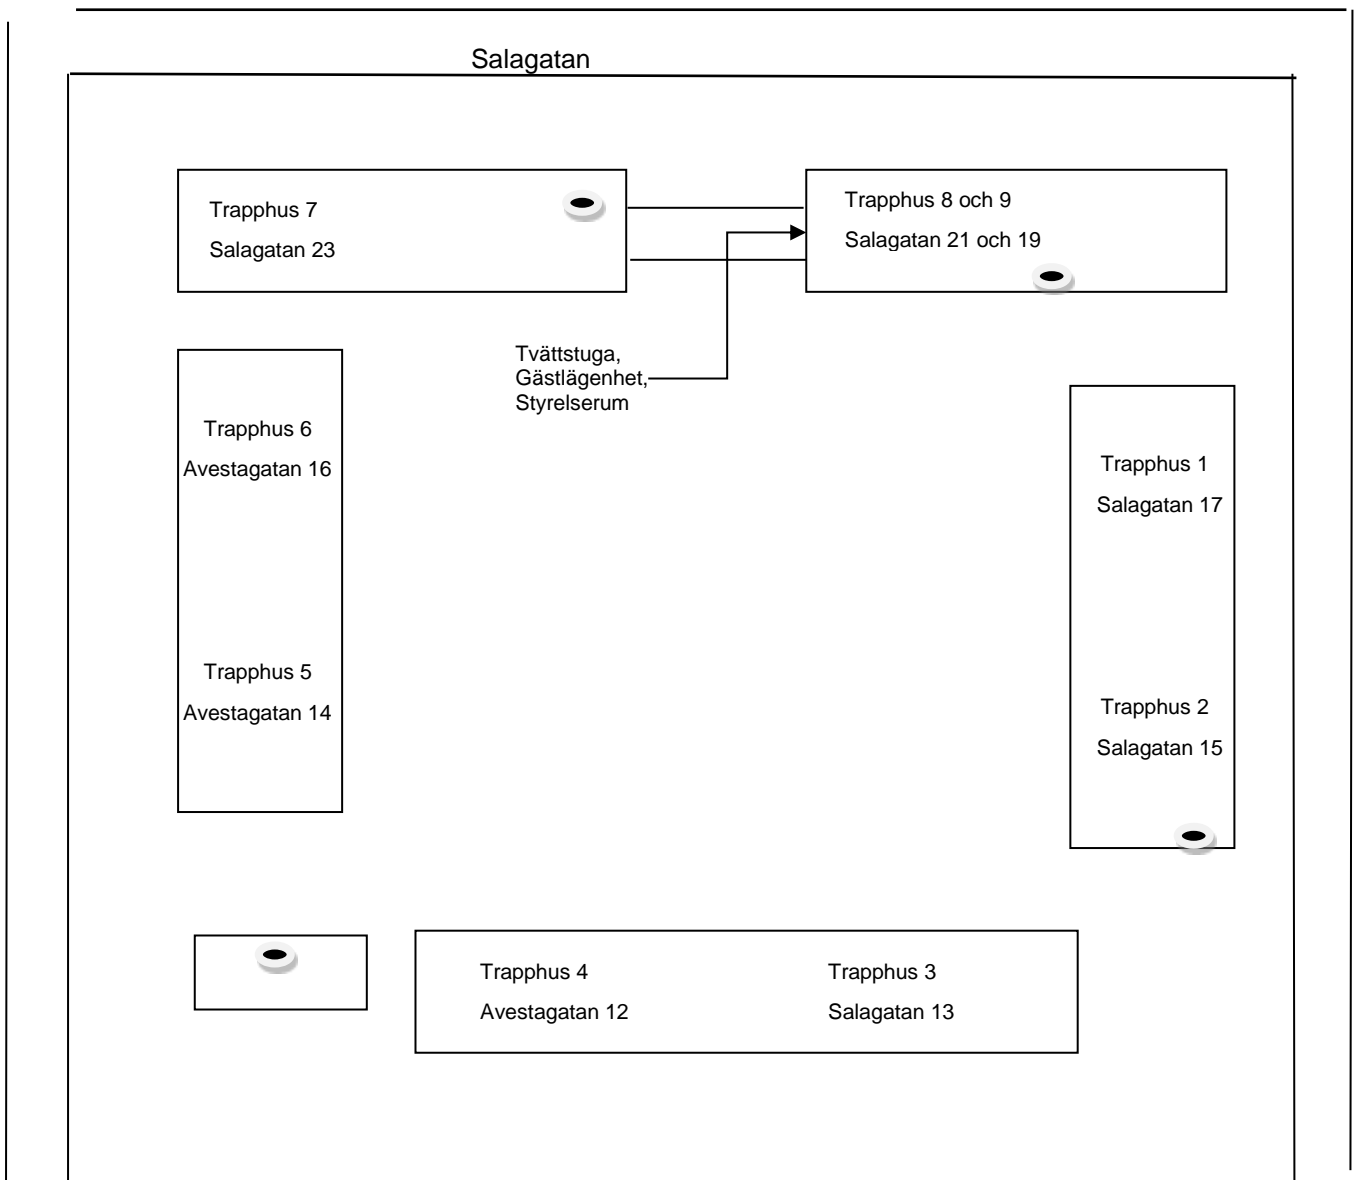 Salagatan
Trapphus 7
Salagatan 23
Trapphus 8 och 9
Salagatan 21 och 19
Tvättstuga,
Gästlägenhet,
Styrelserum
Trapphus 6
Avestagatan 16
Trapphus 1
Salagatan 17
Trapphus 5
Avestagatan 14
Trapphus 2
Salagatan 15
Trapphus 4
Avestagatan 12
Trapphus 3
Salagatan 13